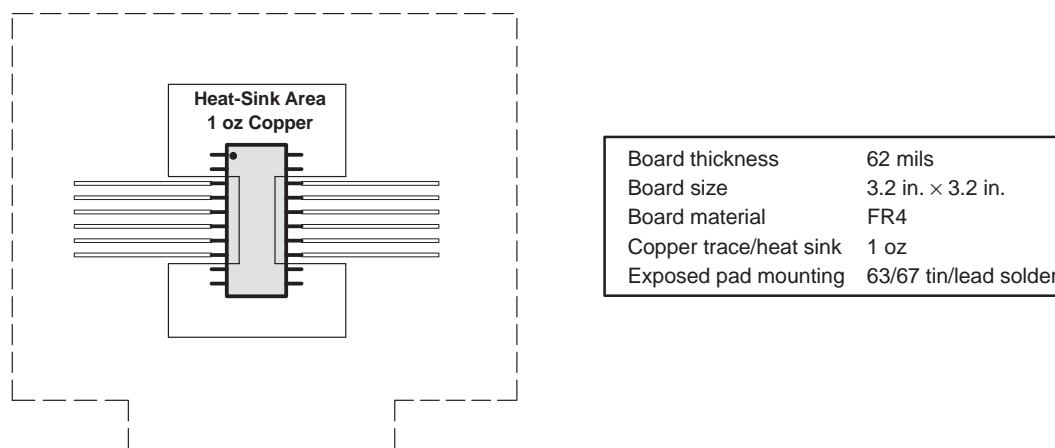 Heat-Sink Area
1 oz Copper
Board thickness 62 mils
Board size 3.2 in. × 3.2 in.
Board material FR4
Copper trace/heat sink 1 oz
Exposed pad mounting 63/67 tin/lead solder